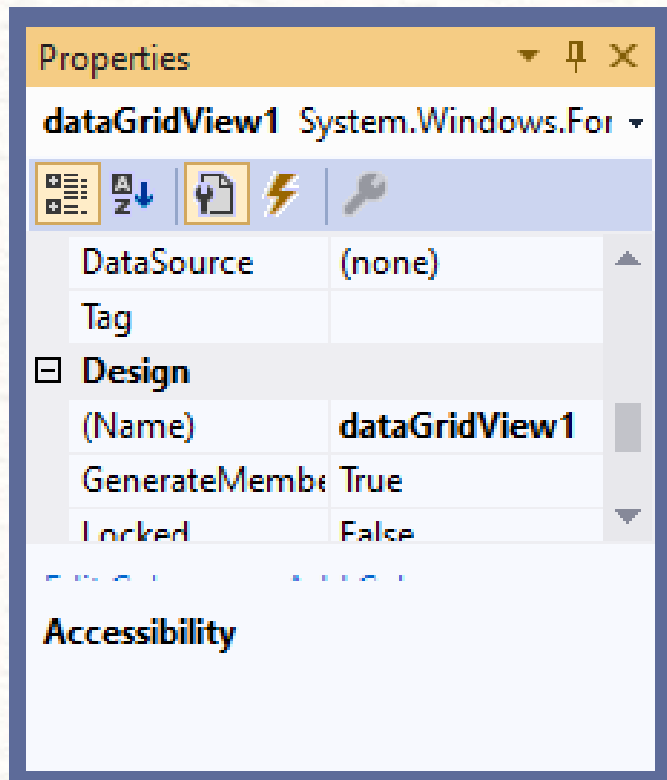 Properties
dataGridView1 System.Windows.For
A
Z
DataSource (none)
Tag
Design
(Name) dataGridView1
GenerateMembe True
Locked False
Accessibility